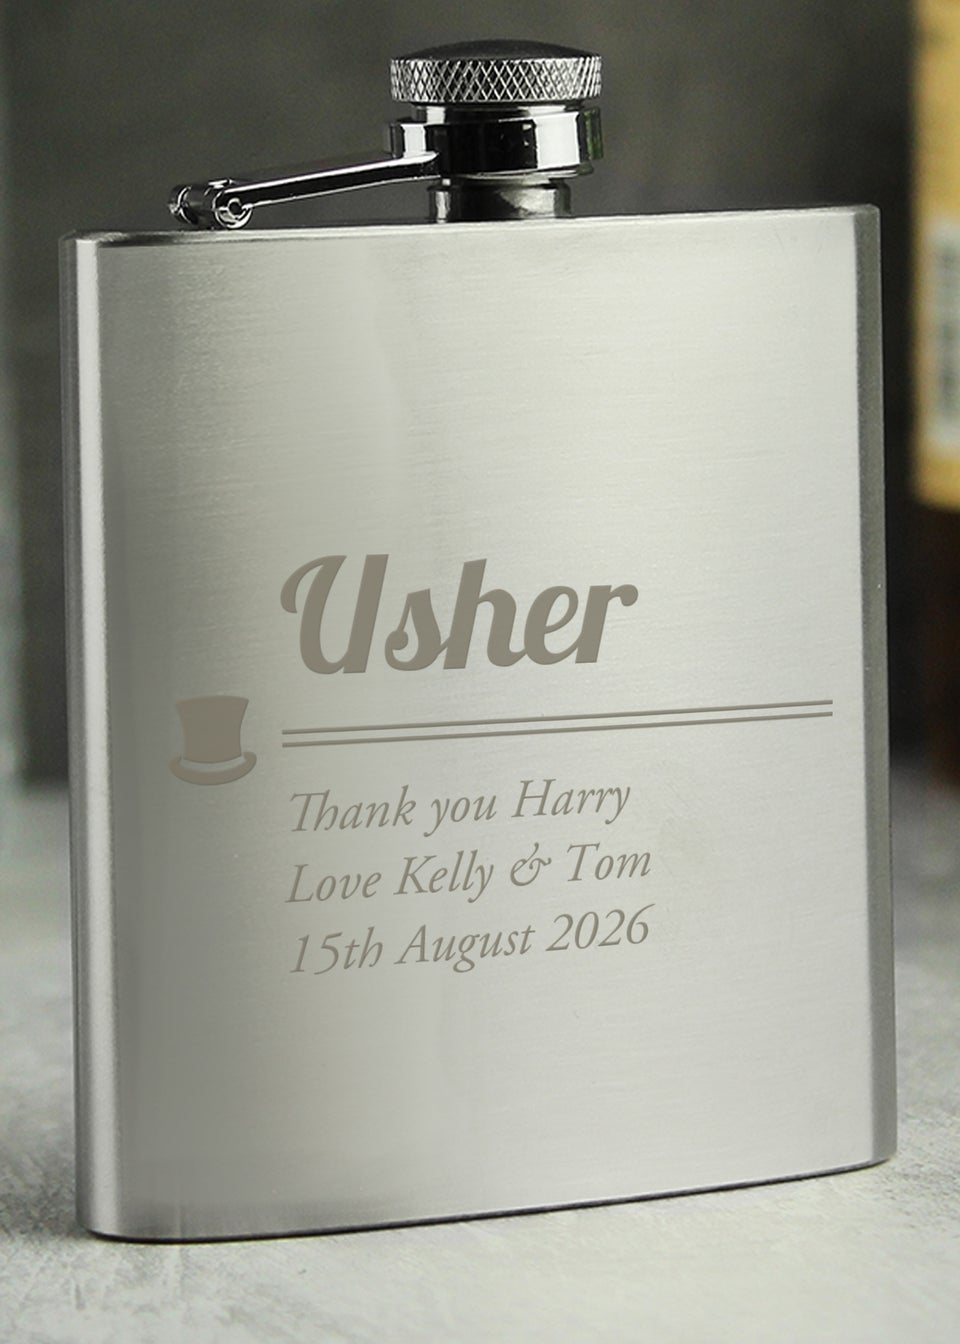 Usher
Thank you Harry
Love Kelly & Tom
15th August 2026